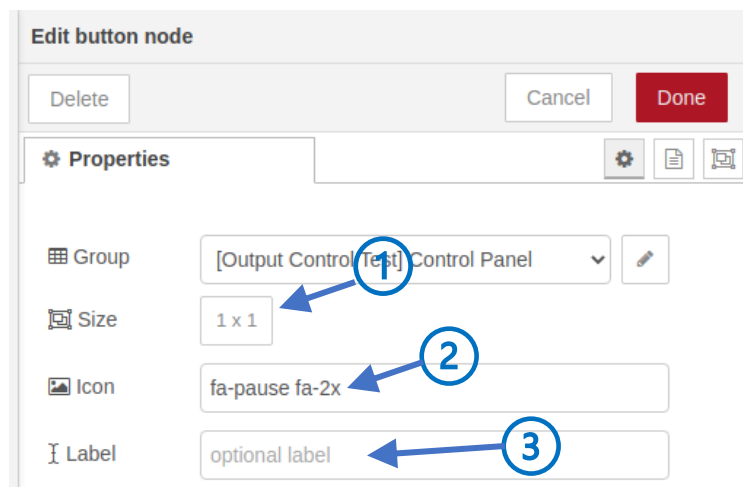 Edit button node
Delete Cancel Done
Properties
Group [Output Control Test] Control Panel
1
Size 1 x 1
2
Icon fa-pause fa-2x
Label optional label
3